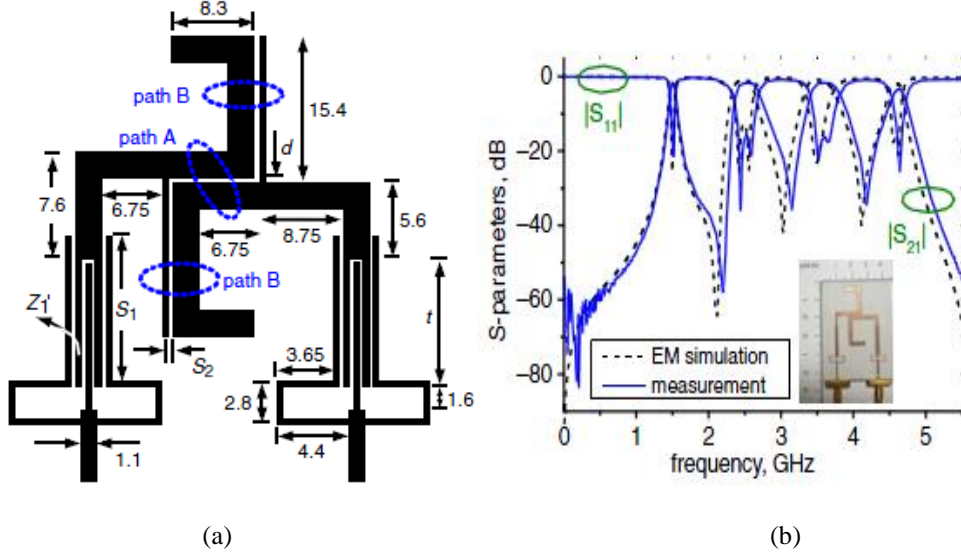 (a)
8.3
path B
15.4
path A
d
7.6
6.75
5.6
6.75
8.75
path B
S1
Z1'
t
S2
3.65
2.8
1.6
4.4
1.1
(b)
0
-20
-40
-60
-80
S-parameters, dB
|S11|
|S21|
EM simulation
measurement
0
1
2
3
4
5
frequency, GHz
(a)
(b)